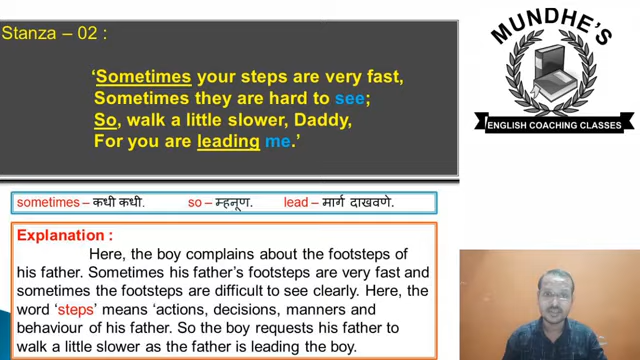 Stanza – 02 :
‘Sometimes your steps are very fast,
Sometimes they are hard to see;
So, walk a little slower, Daddy,
For you are leading me.’
MUNDHE'S
ENGLISH COACHING CLASSES
sometimes – कधी कधी.   so – म्हनूण.   lead – मार्ग दाखवणे.
Explanation :
Here, the boy complains about the footsteps of
his father. Sometimes his father's footsteps are very fast and
sometimes the footsteps are difficult to see clearly. Here, the
word ‘steps’ means ‘actions, decisions, manners and
behaviour of his father. So the boy requests his father to
walk a little slower as the father is leading the boy.